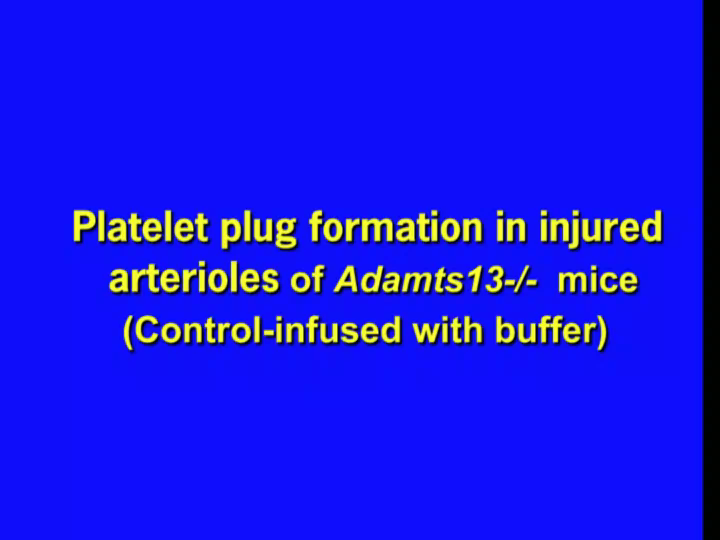 Platelet plug formation in injured
arterioles of Adamts13-/- mice
(Control-infused with buffer)